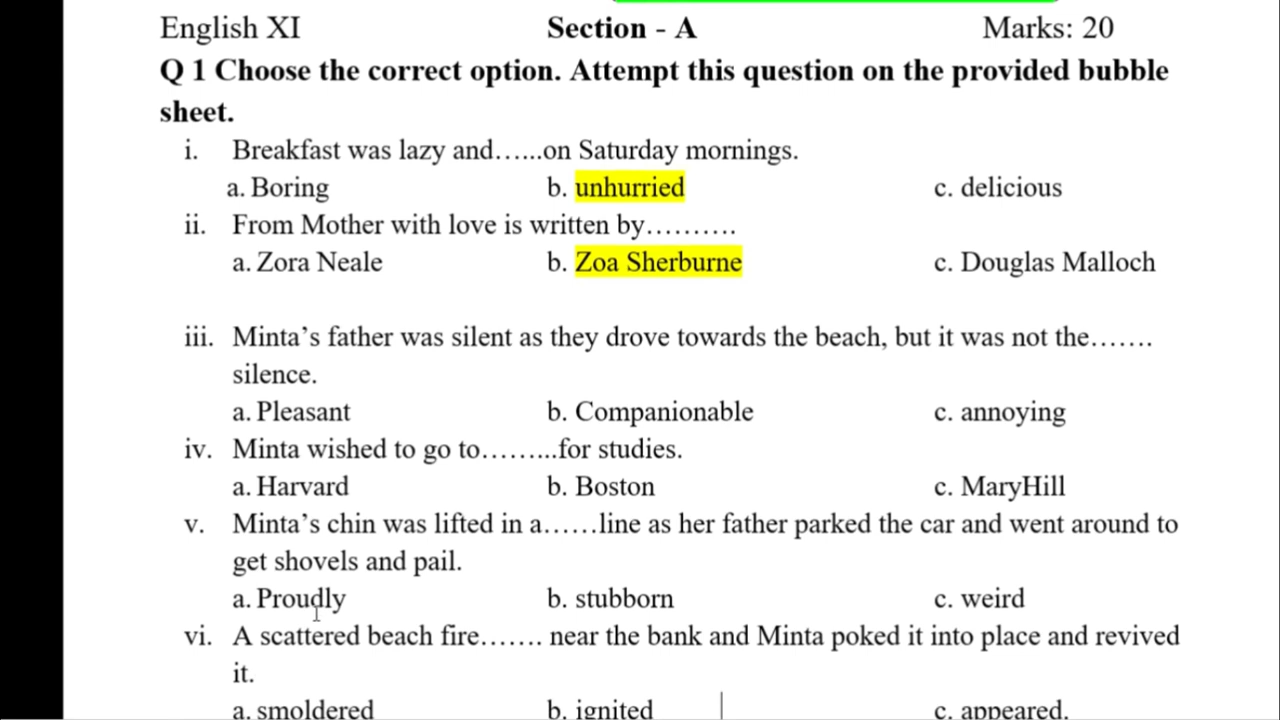 English XI Section - A Marks: 20
Q 1 Choose the correct option. Attempt this question on the provided bubble
sheet.
i. Breakfast was lazy and……on Saturday mornings.
a. Boring b. unhurried c. delicious
ii. From Mother with love is written by……….
a. Zora Neale b. Zoa Sherburne c. Douglas Malloch
iii. Minta’s father was silent as they drove towards the beach, but it was not the…….
silence.
a. Pleasant b. Companionable c. annoying
iv. Minta wished to go to………for studies.
a. Harvard b. Boston c. MaryHill
v. Minta’s chin was lifted in a……line as her father parked the car and went around to
get shovels and pail.
a. Proudly b. stubborn c. weird
vi. A scattered beach fire……. near the bank and Minta poked it into place and revived
it.
a. smoldered b. ignited c. appeared.